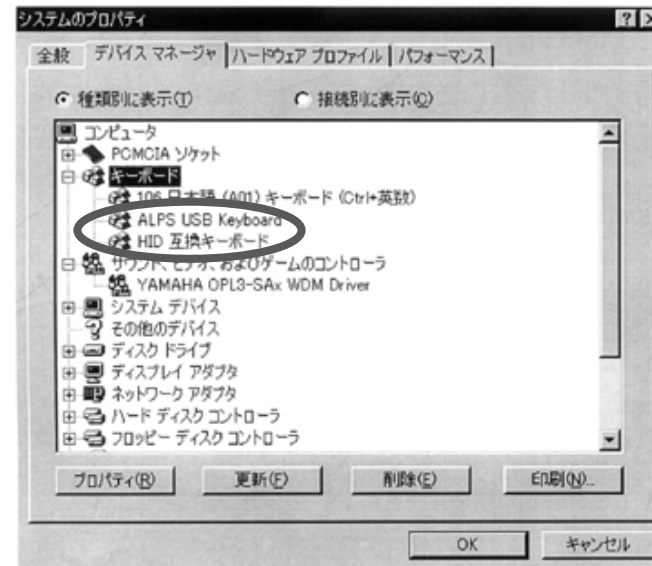 システムのプロパティ
全般 デバイス マネージャ ハードウェア プロファイル パフォーマンス
種類別に表示(T) 接続別に表示(C)
コンピュータ
PCMCIA ソケット
キーボード
106 日本語 (A01) キーボード (Ctrl+英数)
ALPS USB Keyboard
HID 互換キーボード
サウンド、ビデオ、およびゲームのコントローラ
YAMAHA OPL3-SAx WDM Driver
システム デバイス
その他のデバイス
ディスク ドライブ
ディスプレイ アダプタ
ネットワーク アダプタ
ハード ディスク コントローラ
フロッピー ディスク コントローラ
プロパティ(R) 更新(F) 削除(E) 印刷(N)...
OK キャンセル